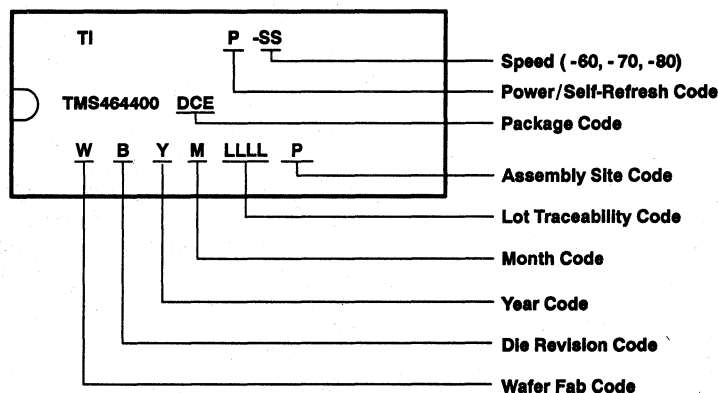 TI P -SS
Speed ( -60, -70, -80)
Power/Self-Refresh Code
TMS464400 DCE
Package Code
W B Y M LLLL P
Assembly Site Code
Lot Traceability Code
Month Code
Year Code
Die Revision Code
Wafer Fab Code